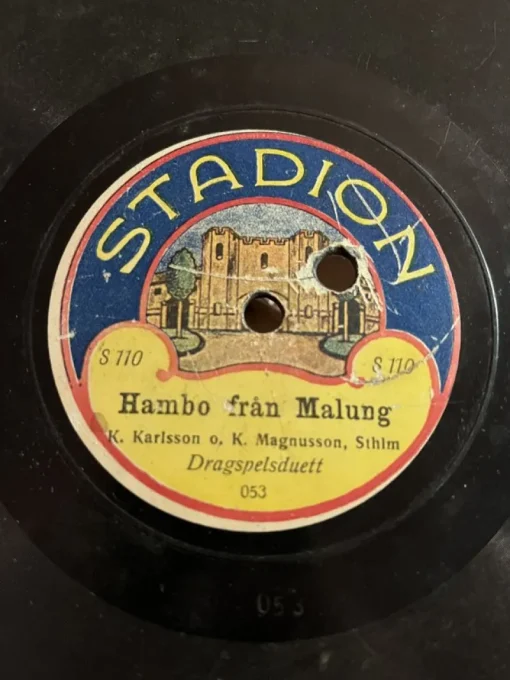 STADION
S 110
S 110
Hambo från Malung
K. Karlsson o. K. Magnusson, Sthlm
Dragspelsduett
053
053